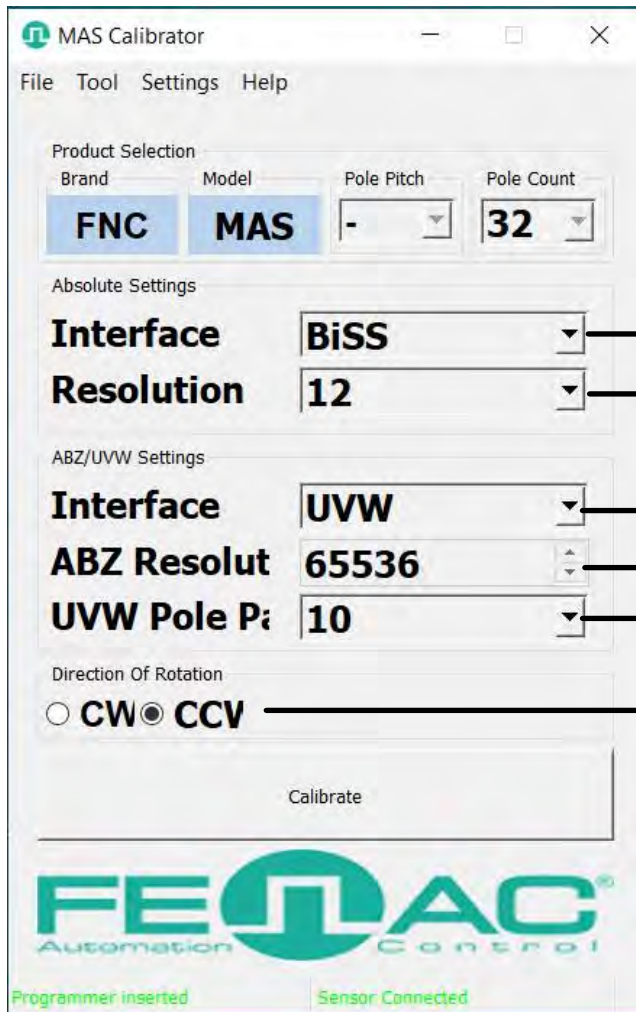 MAS Calibrator
File Tool Settings Help
Product Selection
Brand Model Pole Pitch Pole Count
FNC MAS - 32
Absolute Settings
Interface BiSS
Resolution 12
ABZ/UVW Settings
Interface UVW
ABZ Resolut 65536
UVW Pole Pa 10
Direction Of Rotation
CW CCW
Calibrate
FENAC®
Automation Control
Programmer inserted Sensor Connected